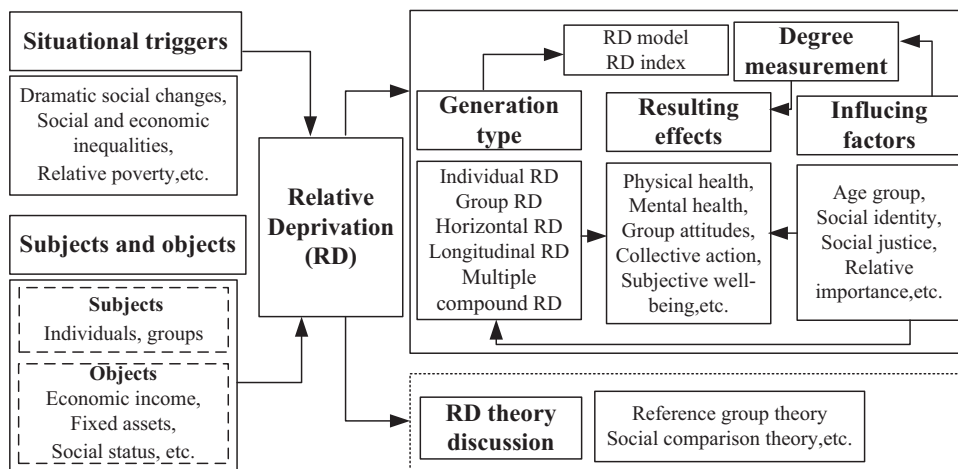 Situational triggers
Dramatic social changes,
Social and economic
inequalities,
Relative poverty,etc.
Subjects and objects
Subjects
Individuals, groups
Objects
Economic income,
Fixed assets,
Social status, etc.
Relative
Deprivation
(RD)
RD model
RD index
Degree
measurement
Generation
type
Resulting
effects
Influcing
factors
Individual RD
Group RD
Horizontal RD
Longitudinal RD
Multiple
compound RD
Physical health,
Mental health,
Group attitudes,
Collective action,
Subjective well-
being,etc.
Age group,
Social identity,
Social justice,
Relative
importance,etc.
RD theory
discussion
Reference group theory
Social comparison theory,etc.